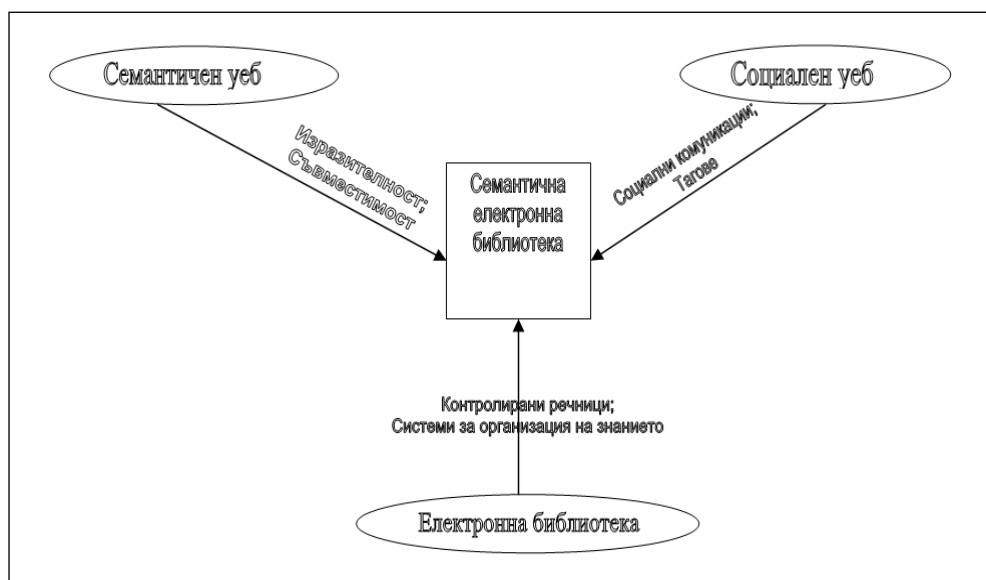 Семантичен уеб
Социален уеб
Изразителност;
Съвместимост
Социални комуникации;
Тагове
Семантична
електронна
библиотека
Контролирани речници;
Системи за организация на знанието
Електронна библиотека